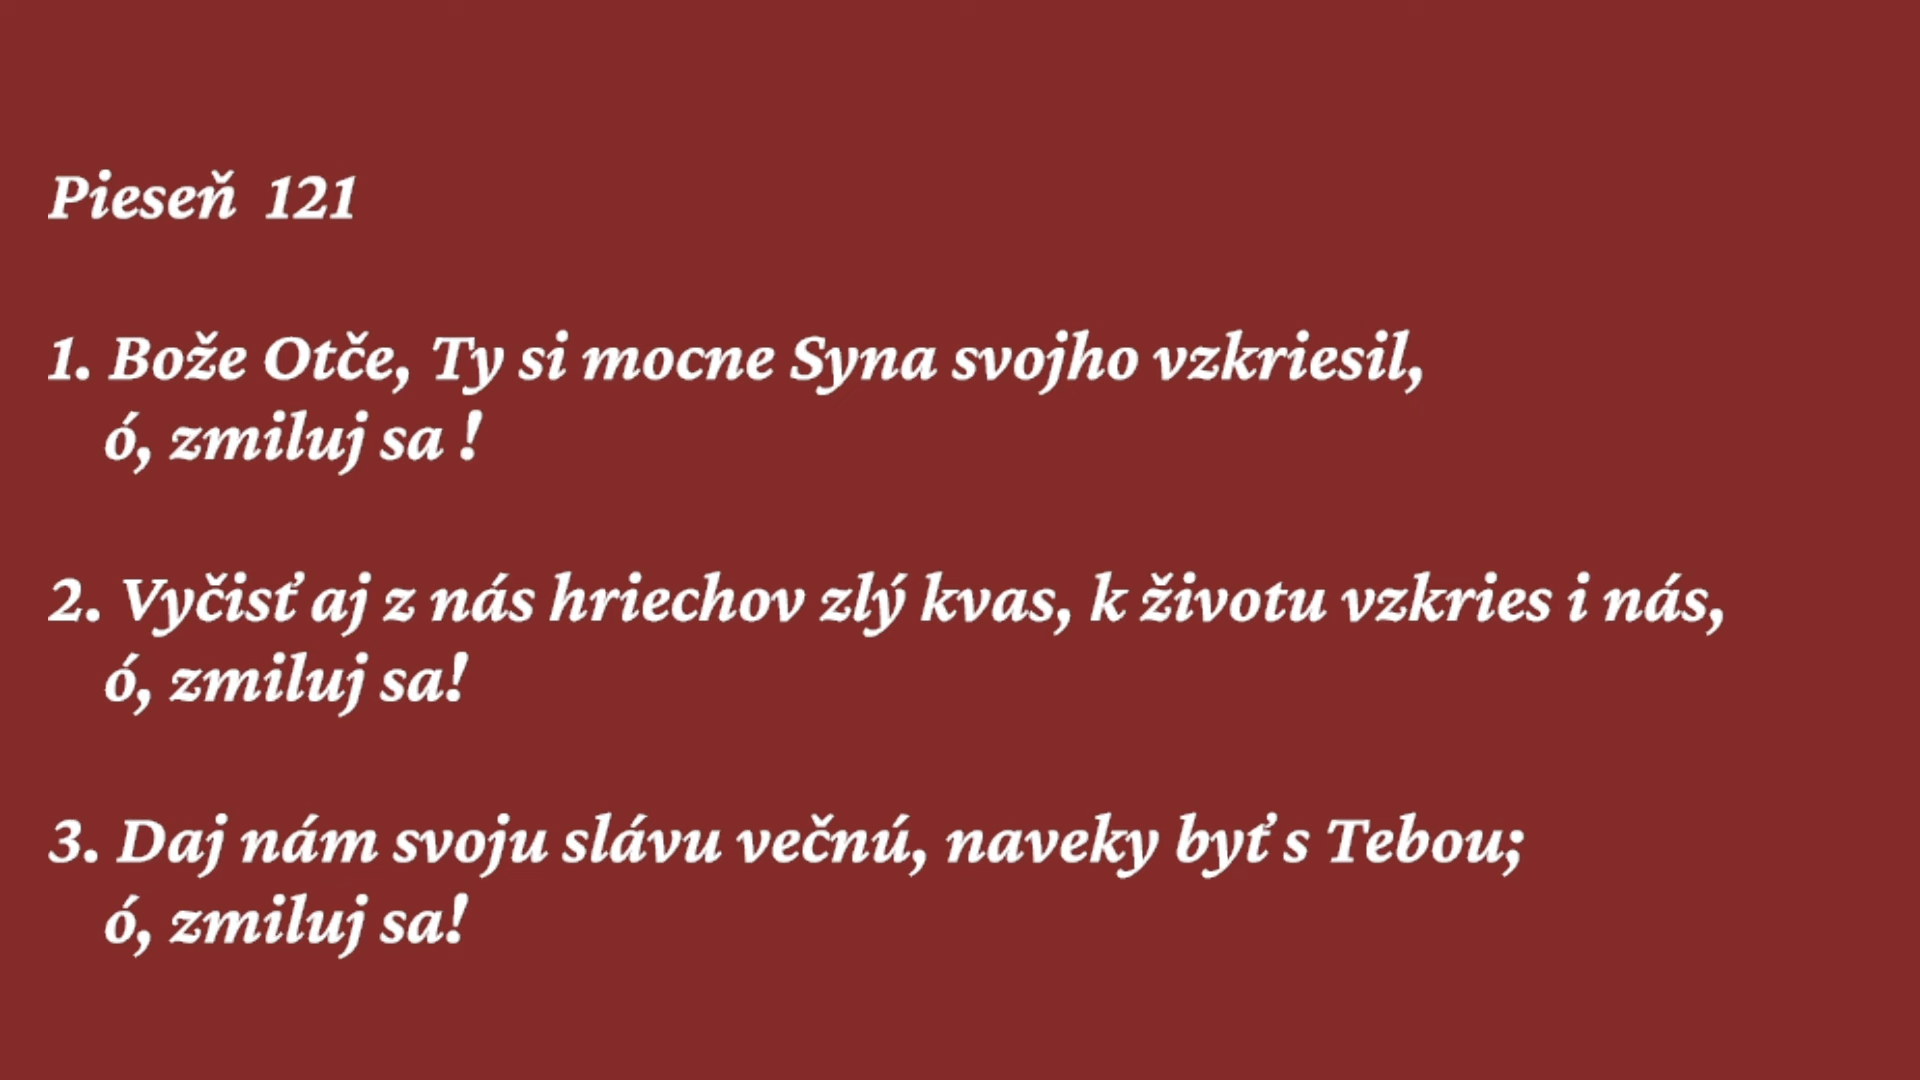 Pieseň 121
1. Bože Otče, Ty si mocne Syna svojho vzkriesil,
ó, zmiluj sa !
2. Vyčisť aj z nás hriechov zlý kvas, k životu vzkries i nás,
ó, zmiluj sa!
3. Daj nám svoju slávu večnú, naveky byť s Tebou;
ó, zmiluj sa!